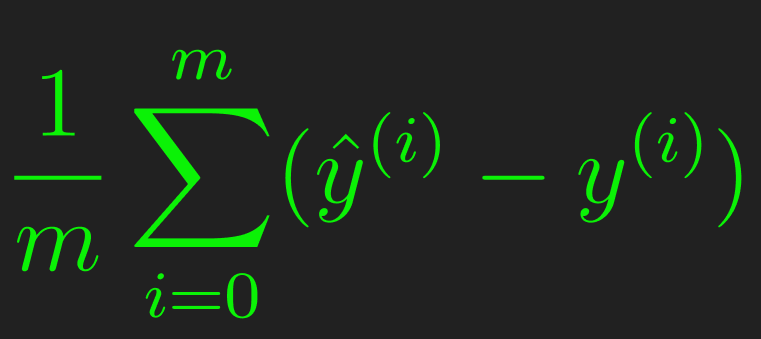 \frac{1}{m} \sum_{i=0}^{m} (\hat{y}^{(i)} - y^{(i)})